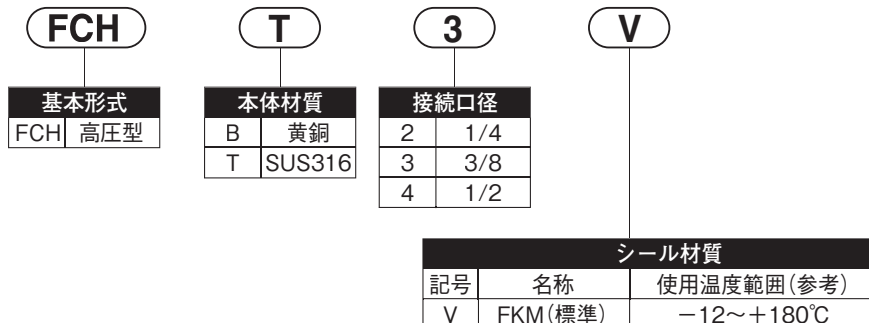 FCH T 3 V
基本形式
FCH 高圧型
本体材質
B 黄銅
T SUS316
接続口径
2 1/4
3 3/8
4 1/2
シール材質
記号 名称 使用温度範囲(参考)
V FKM(標準) −12〜+180℃